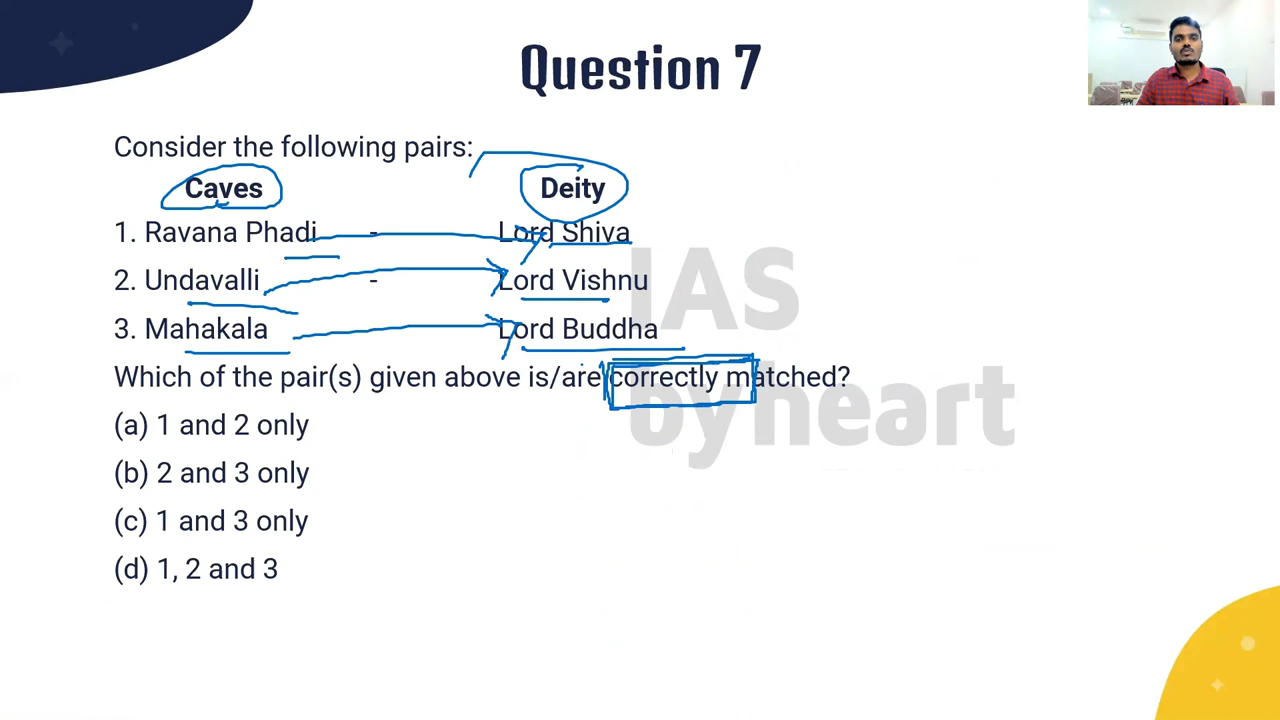 Question 7
Consider the following pairs:
Caves Deity
1. Ravana Phadi - Lord Shiva
2. Undavalli - Lord Vishnu
3. Mahakala Lord Buddha
Which of the pair(s) given above is/are correctly matched?
(a) 1 and 2 only
(b) 2 and 3 only
(c) 1 and 3 only
(d) 1, 2 and 3
IAS
byheart